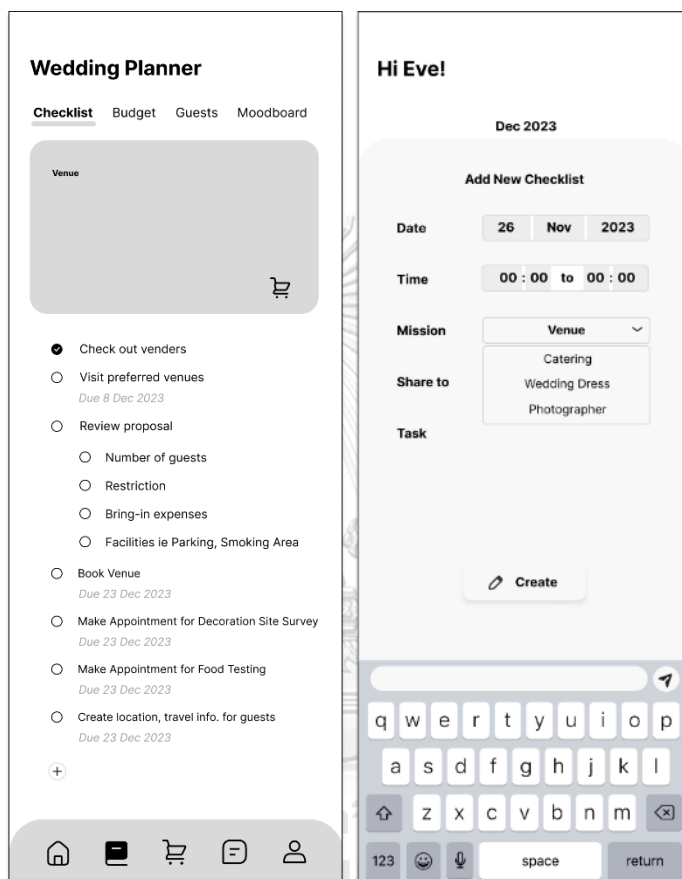 Wedding Planner
Checklist Budget Guests Moodboard
Venue
Check out venders
Visit preferred venues
Due 8 Dec 2023
Review proposal
Number of guests
Restriction
Bring-in expenses
Facilities ie Parking, Smoking Area
Book Venue
Due 23 Dec 2023
Make Appointment for Decoration Site Survey
Due 23 Dec 2023
Make Appointment for Food Testing
Due 23 Dec 2023
Create location, travel info. for guests
Due 23 Dec 2023
Hi Eve!
Dec 2023
Add New Checklist
Date 26 Nov 2023
Time 00 : 00 to 00 : 00
Mission Venue
Catering
Share to Wedding Dress
Photographer
Task
Create
q w e r t y u i o p
a s d f g h j k l
z x c v b n m
123 space return